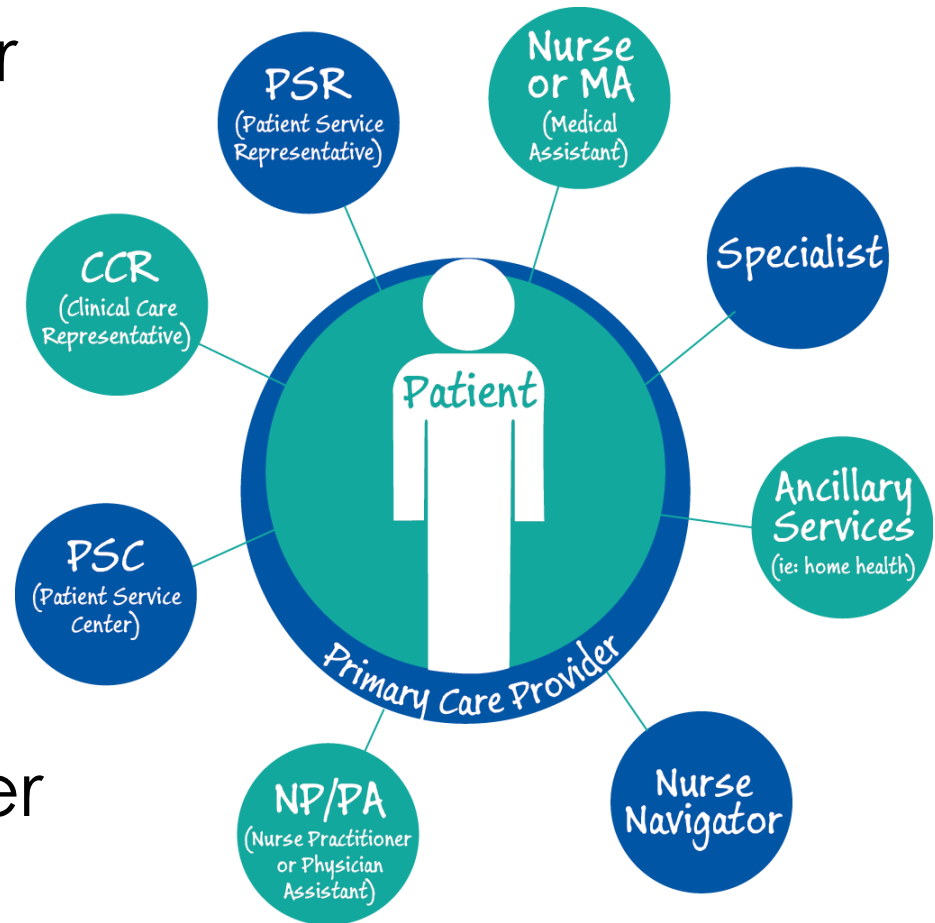 r
PSR
(Patient Service
Representative)
Nurse
or MA
(Medical
Assistant)
CCR
(Clinical Care
Representative)
Specialist
Patient
Ancillary
Services
(ie: home health)
PSC
(Patient Service
Center)
Primary Care Provider
er
NP/PA
(Nurse Practitioner
or Physician
Assistant)
Nurse
Navigator